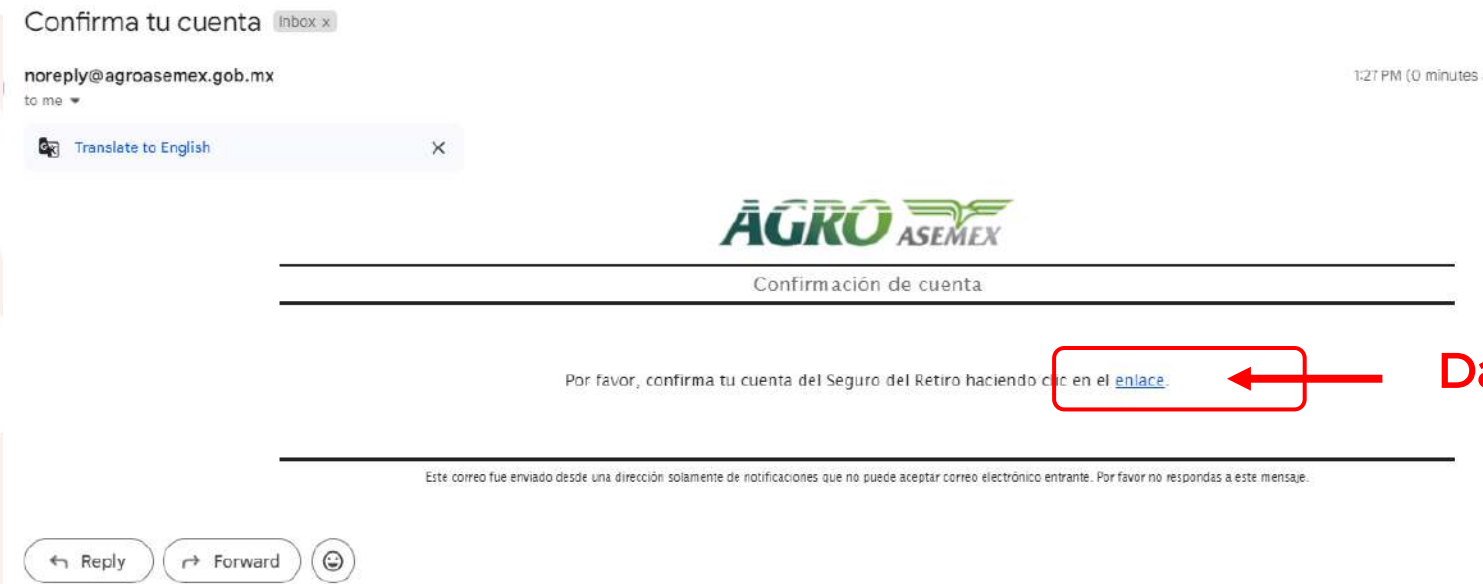 Confirma tu cuenta Inbox x
noreply@agroasemex.gob.mx
1:27 PM (0 minutes
to me
Translate to English
AGRO ASEMEX
Confirmación de cuenta
Por favor, confirma tu cuenta del Seguro del Retiro haciendo clic en el enlace.
Da
Este correo fue enviado desde una dirección solamente de notificaciones que no puede aceptar correo electrónico entrante. Por favor no respondas a este mensaje.
Reply Forward